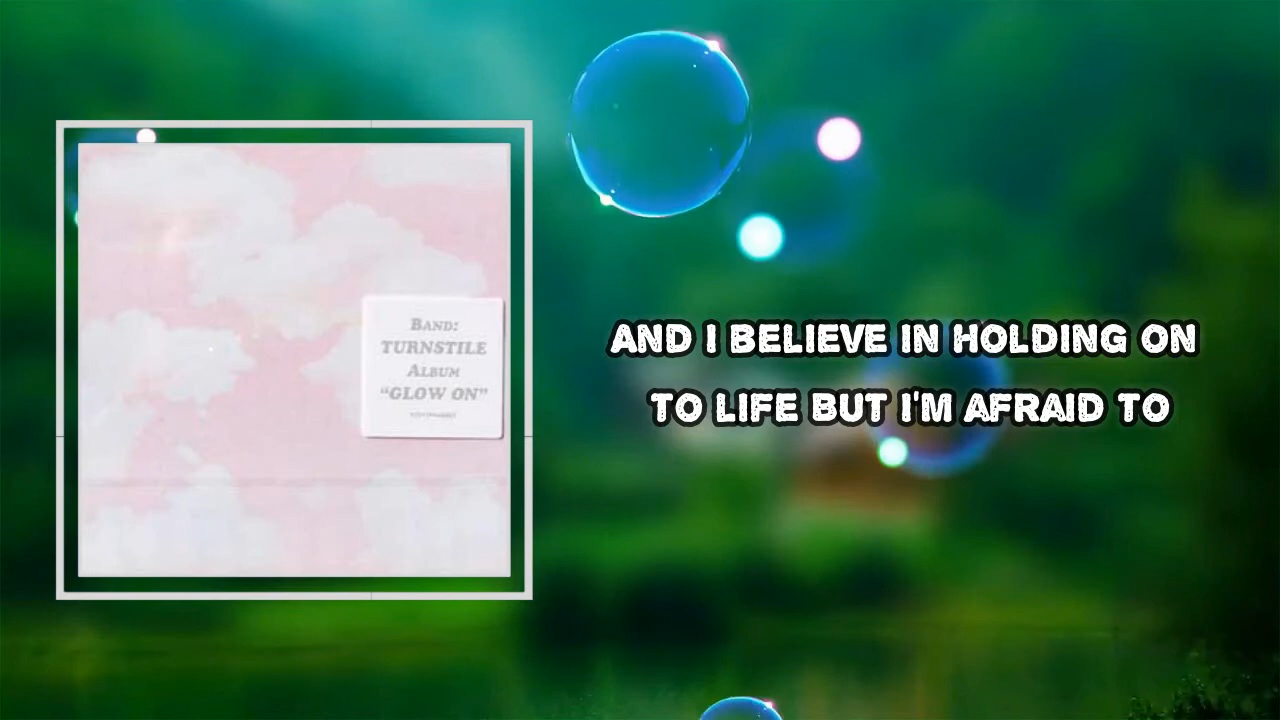 BAND:
TURNSTILE
ALBUM
“GLOW ON”
AND I BELIEVE IN HOLDING ON
TO LIFE BUT I'M AFRAID TO